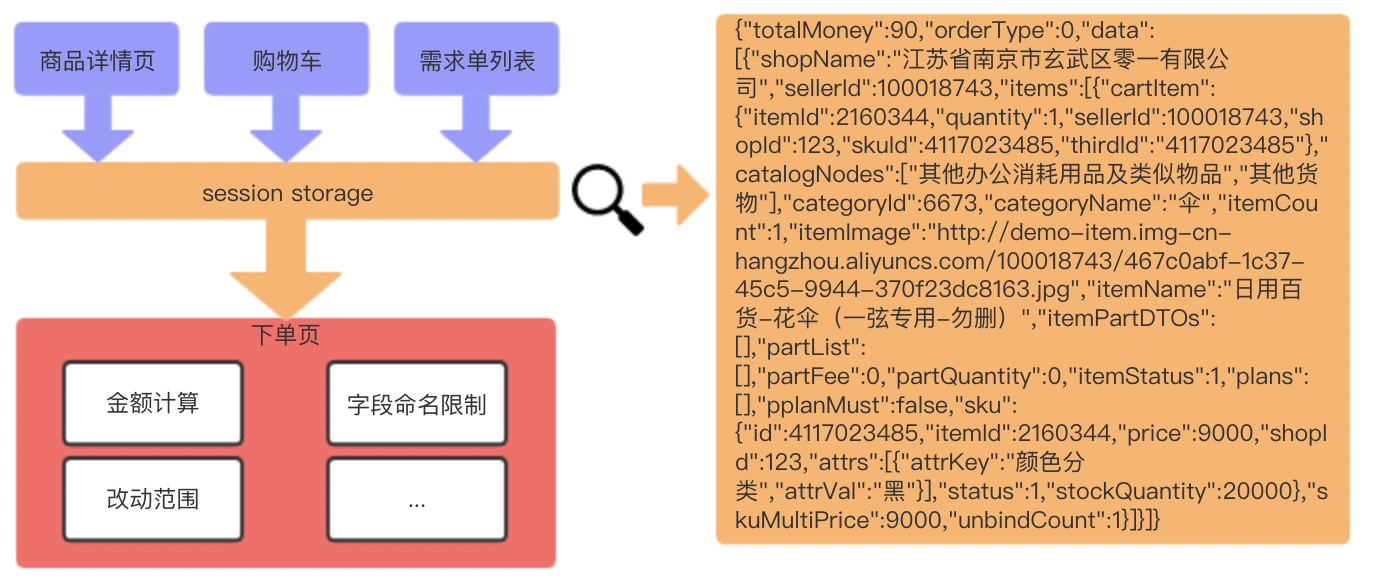 商品详情页
购物车
需求单列表
session storage
下单页
金额计算
字段命名限制
改动范围
...
{"totalMoney":90,"orderType":0,"data":
[{"shopName":"江苏省南京市玄武区零一有限公
司","sellerId":100018743,"items":[{"cartItem":
{"itemId":2160344,"quantity":1,"sellerId":100018743,"sh
opId":123,"skuId":4117023485,"thirdId":"4117023485"},"
catalogNodes":["其他办公消耗用品及类似物品","其他货
物"],"categoryId":6673,"categoryName":"伞","itemCou
nt":1,"itemImage":"http://demo-item.img-cn-
hangzhou.aliyuncs.com/100018743/467c0abf-1c37-
45c5-9944-370f23dc8163.jpg","itemName":"日用百
货-花伞（一弦专用-勿删）","itemPartDTOs":
[],"partList":
[],"partFee":0,"partQuantity":0,"itemStatus":1,"plans":
[],"pplanMust":false,"sku":
{"id":4117023485,"itemId":2160344,"price":9000,"shopI
d":123,"attrs":[{"attrKey":"颜色分
类","attrVal":"黑"}],"status":1,"stockQuantity":20000},"s
kuMultiPrice":9000,"unbindCount":1}]}]}